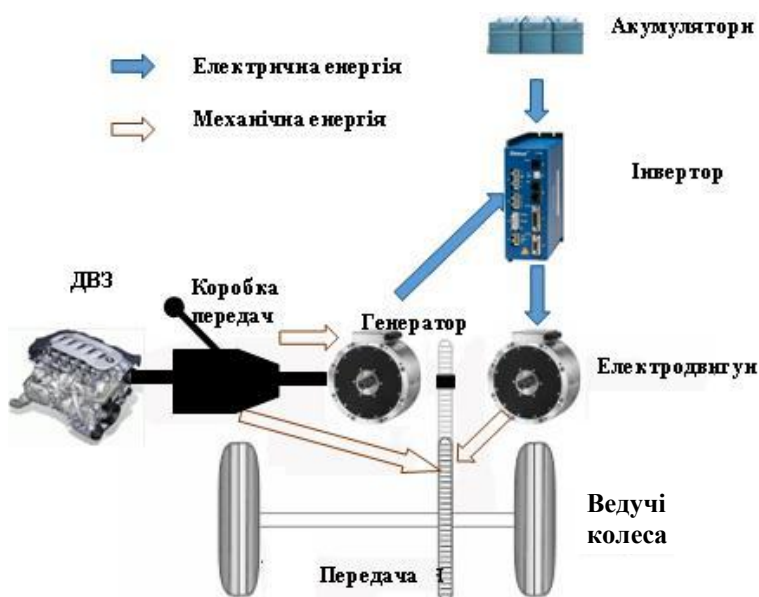 Акумулятори
Електрична енергія
Механічна енергія
Інвертор
ДВЗ
Коробка
передач
Генератор
Електродвигун
Ведучі
колеса
Передача